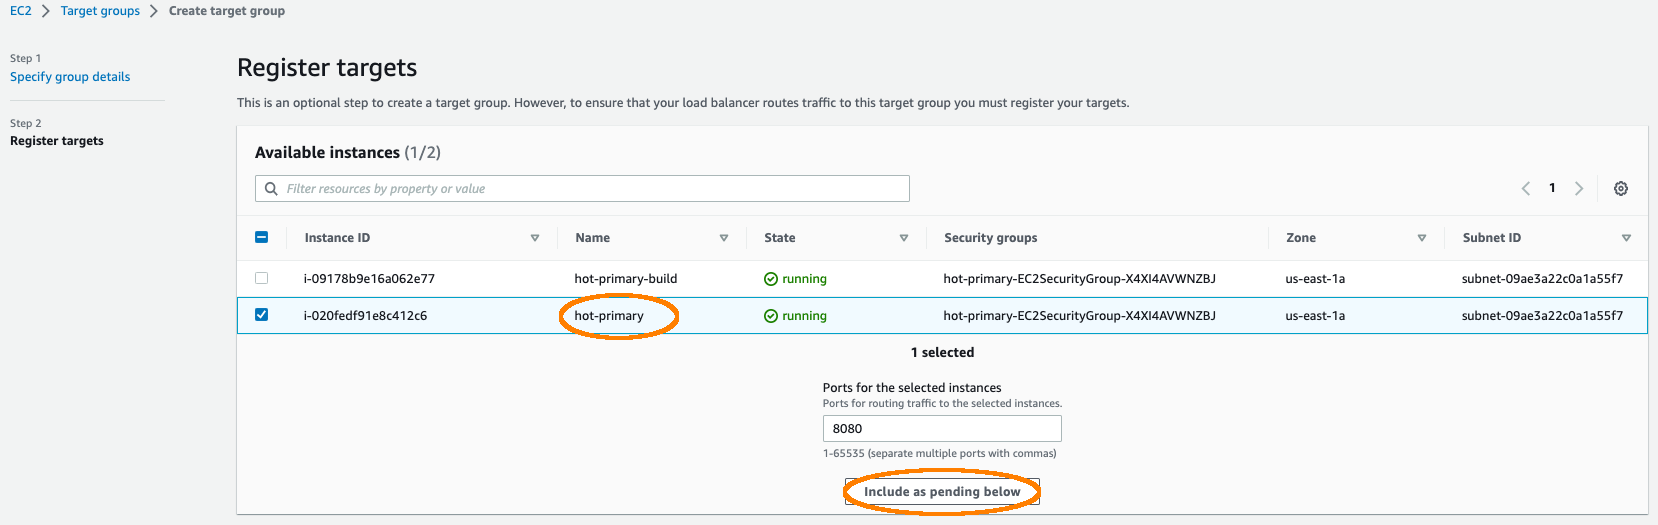 EC2 > Target groups > Create target group
Step 1
Specify group details
Step 2
Register targets
Register targets
This is an optional step to create a target group. However, to ensure that your load balancer routes traffic to this target group you must register your targets.
Available instances (1/2)
Filter resources by property or value
1
Instance ID Name State Security groups Zone Subnet ID
i-09178b9e16a062e77 hot-primary-build running hot-primary-EC2SecurityGroup-X4XI4AVWNZBJ us-east-1a subnet-09ae3a22c0a1a55f7
i-020fedf91e8c412c6 hot-primary running hot-primary-EC2SecurityGroup-X4XI4AVWNZBJ us-east-1a subnet-09ae3a22c0a1a55f7
1 selected
Ports for the selected instances
Ports for routing traffic to the selected instances.
8080
1-65535 (separate multiple ports with commas)
Include as pending below